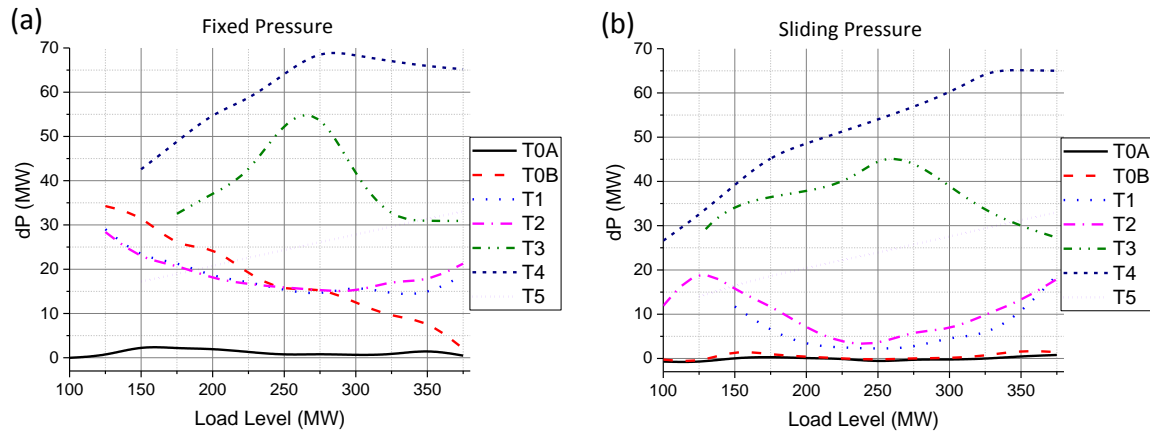 (a)
Fixed Pressure
70
60
50
40
30
20
10
0
dP (MW)
100 150 200 250 300 350
Load Level (MW)
T0A
T0B
T1
T2
T3
T4
T5
(b)
Sliding Pressure
70
60
50
40
30
20
10
0
dP (MW)
100 150 200 250 300 350
Load Level (MW)
T0A
T0B
T1
T2
T3
T4
T5